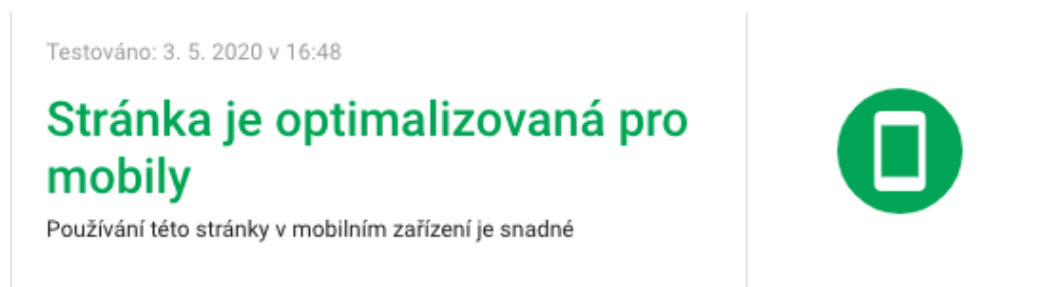 Testováno: 3. 5. 2020 v 16:48
Stránka je optimalizovaná pro
mobily
Používání této stránky v mobilním zařízení je snadné